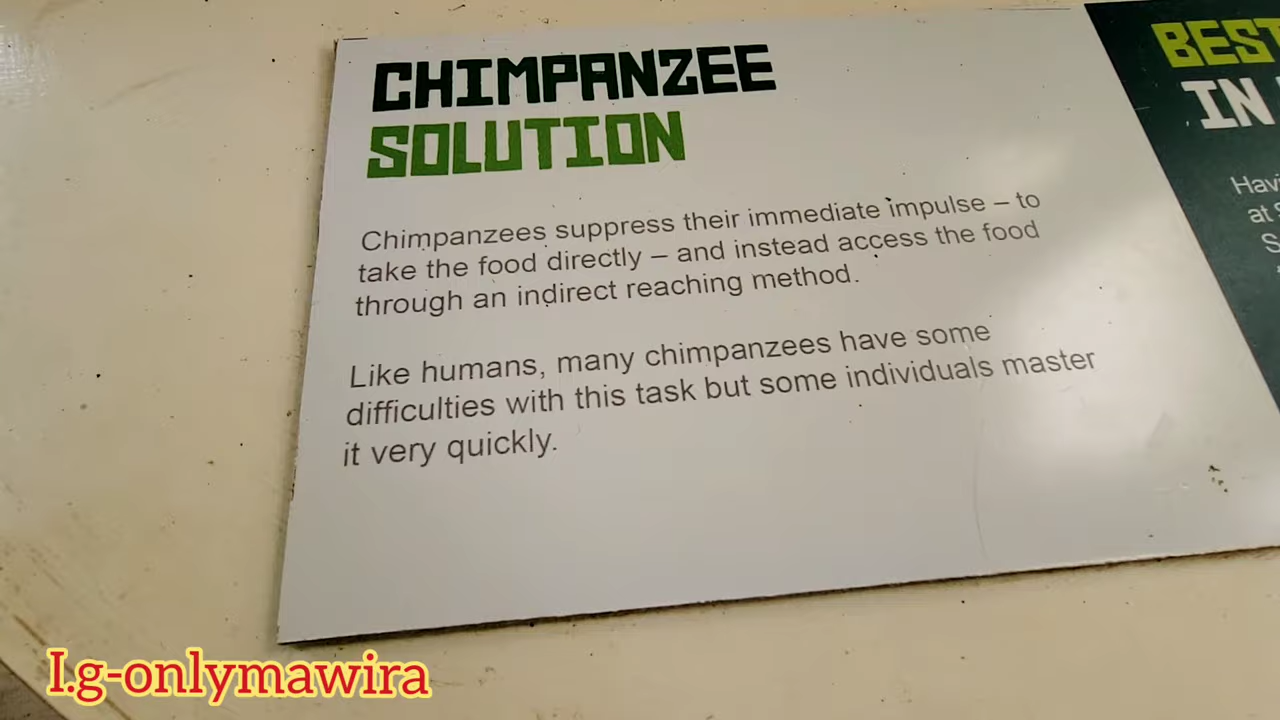 CHIMPANZEE
SOLUTION
Chimpanzees suppress their immediate impulse – to
take the food directly – and instead access the food
through an indirect reaching method.
Like humans, many chimpanzees have some
difficulties with this task but some individuals master
it very quickly.
BEST
IN
at
I.g-onlymawira